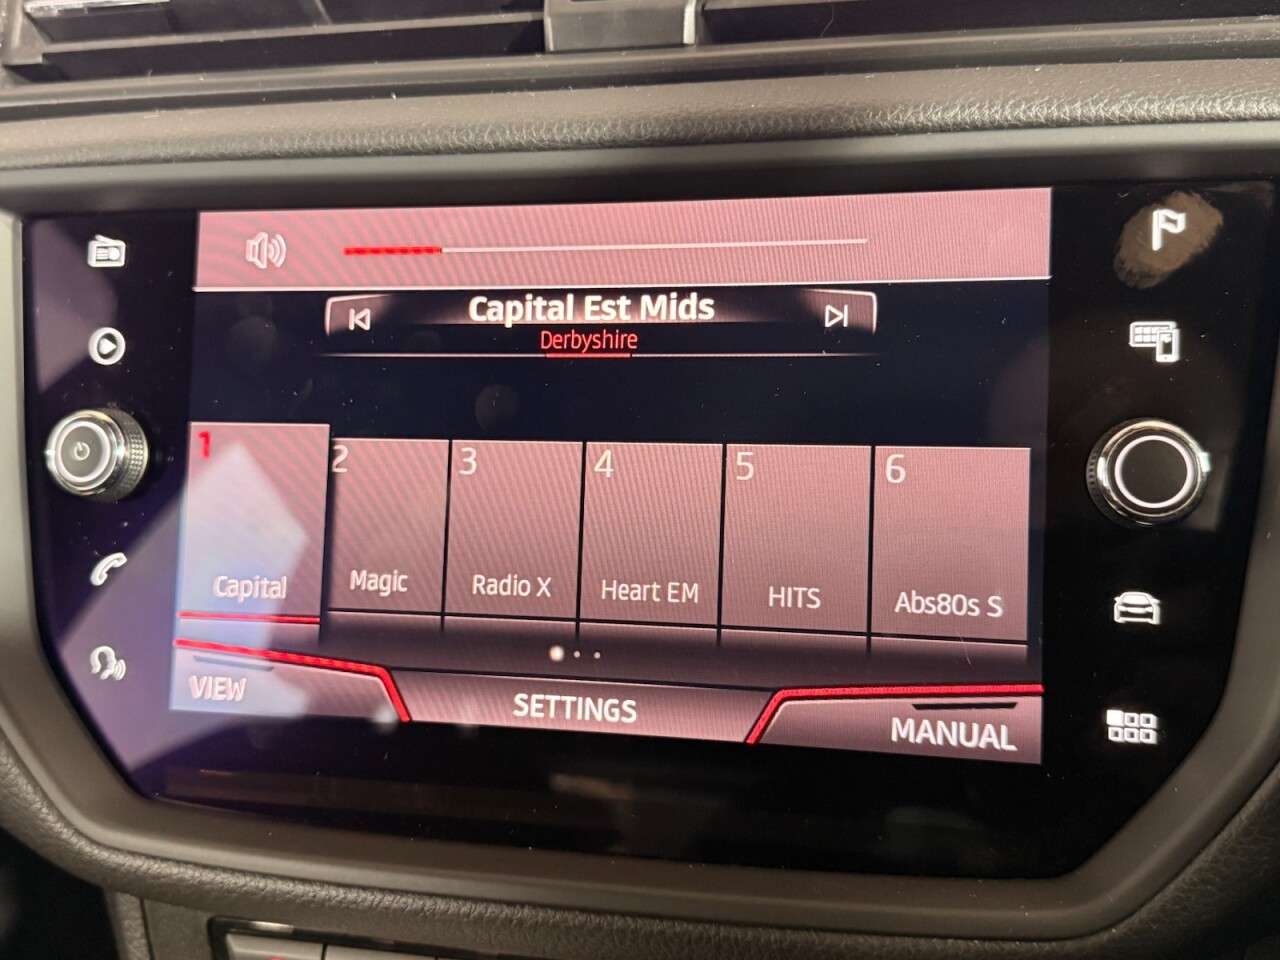 Capital Est Mids
Derbyshire
1
2
3
4
5
6
Capital
Magic
Radio X
Heart EM
HITS
Abs80s S
VIEW
SETTINGS
MANUAL